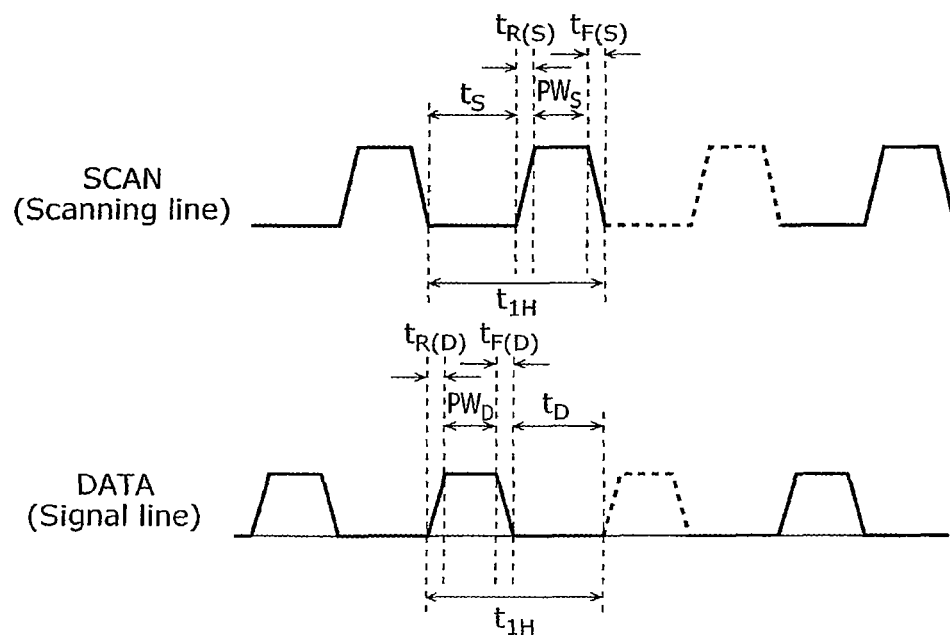 tR(S) tF(S)
tS PWS
SCAN
(Scanning line)
t1H
tR(D) tF(D)
PWD tD
DATA
(Signal line)
t1H